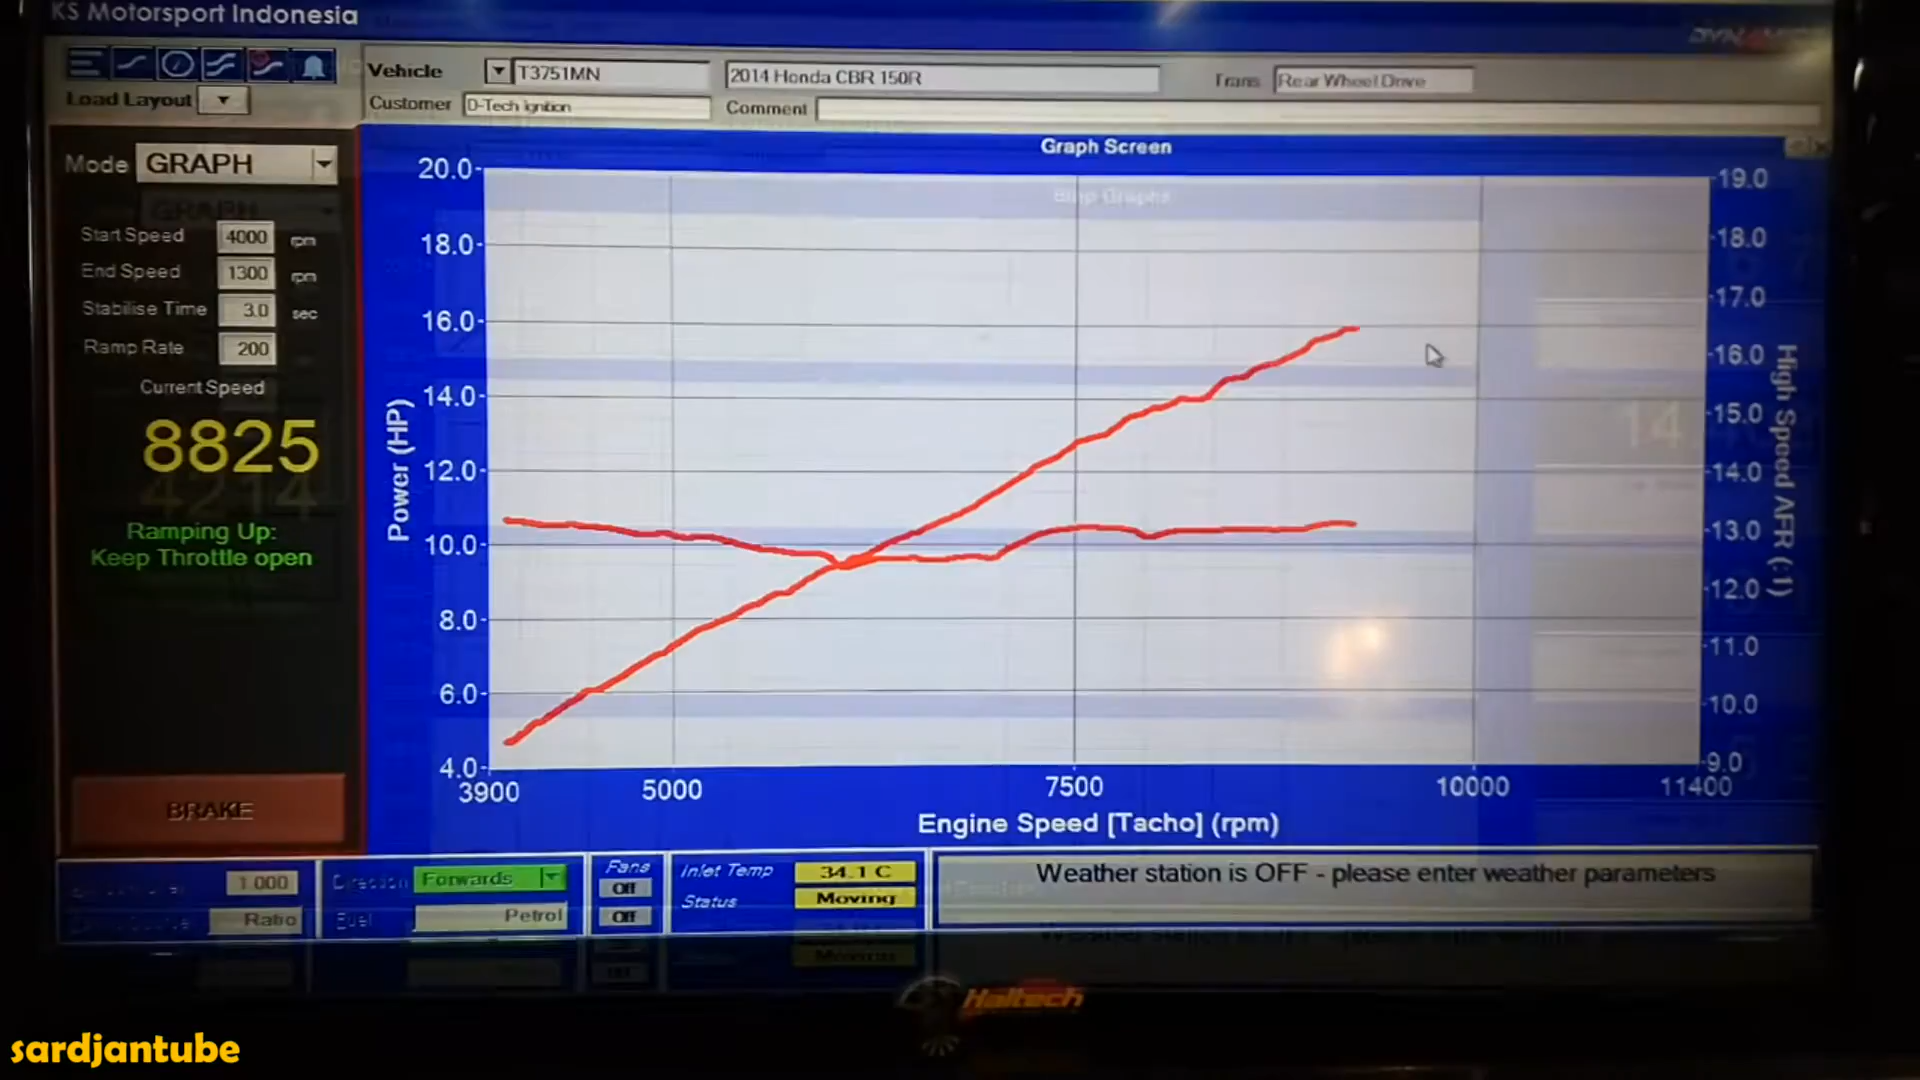 KS Motorsport Indonesia
Vehicle T3751MN 2014 Honda CBR 150R Trans Rear Wheel Drive
Load Layout
Customer D-Tech Ignition Comment
Mode GRAPH
Start Speed 4000 rpm
End Speed 1300 rpm
Stabilise Time 3.0 sec
Ramp Rate 200
Current Speed
8825
4214
Ramping Up:
Keep Throttle open
BRAKE
Graph Screen
20.0
18.0
16.0
14.0
12.0
10.0
8.0
6.0
4.0
Power (HP)
19.0
18.0
17.0
16.0
15.0
14.0
13.0
12.0
11.0
10.0
9.0
High Speed AFR (:1)
14
3900 5000 7500 10000 11400
Engine Speed [Tacho] (rpm)
1.000
Ratio
Direction Forwards
Fuel Petrol
Fans
Off
Off
Inlet Temp 34.1 C
Status Moving
Weather station is OFF - please enter weather parameters
Haltech
sardjantube